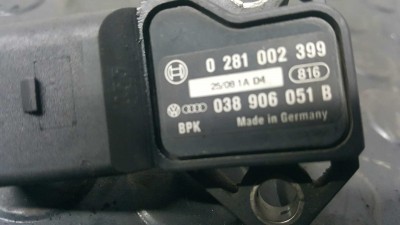 0 281 002 399
25/08 1A D4 816
038 906 051 B
BPK Made in Germany